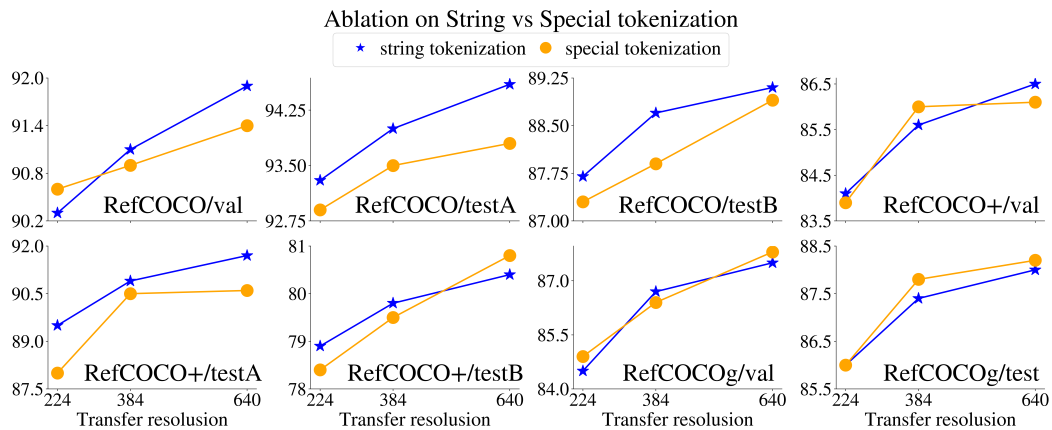 Ablation on String vs Special tokenization
string tokenization special tokenization
92.0
91.4
90.8
90.2
RefCOCO/val
94.25
93.50
92.75
RefCOCO/testA
89.25
88.50
87.75
87.00
RefCOCO/testB
86.5
85.5
84.5
83.5
RefCOCO+/val
92.0
90.5
89.0
87.5
RefCOCO+/testA
224 384 640
Transfer resolusion
81
80
79
78
RefCOCO+/testB
224 384 640
Transfer resolusion
87.0
85.5
84.0
RefCOCOg/val
224 384 640
Transfer resolusion
88.5
87.5
86.5
85.5
RefCOCOg/test
224 384 640
Transfer resolusion